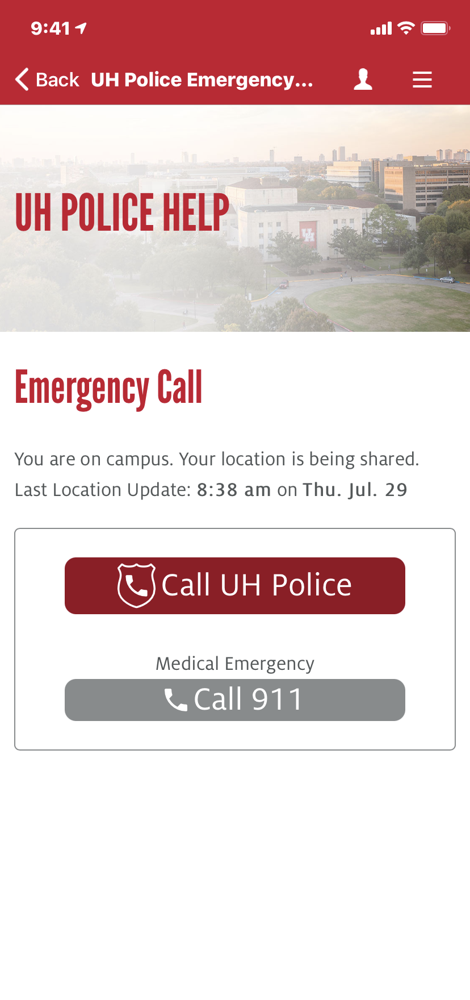 9:41
Back UH Police Emergency...
UH POLICE HELP
UH
Emergency Call
You are on campus. Your location is being shared.
Last Location Update: 8:38 am on Thu. Jul. 29
Call UH Police
Medical Emergency
Call 911